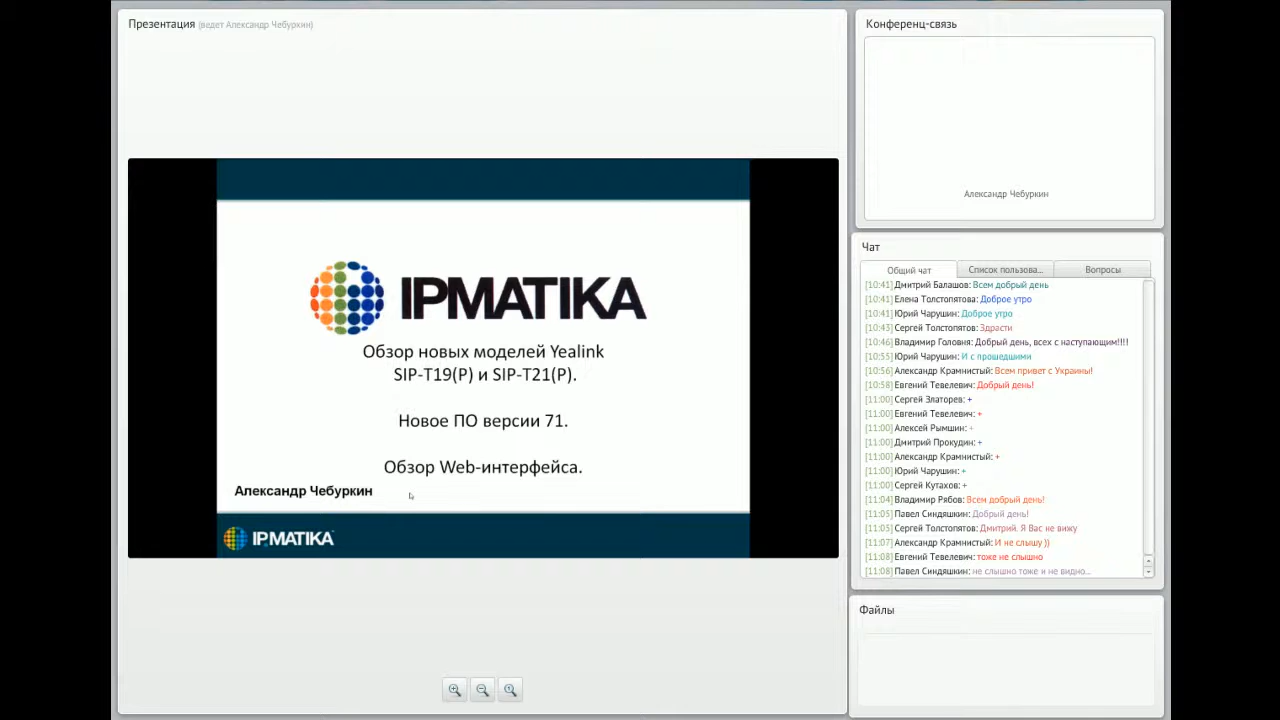 Презентация (ведет Александр Чебуркин)
IPMATIKA
Обзор новых моделей Yealink
SIP-T19(P) и SIP-T21(P).
Новое ПО версии 71.
Обзор Web-интерфейса.
Александр Чебуркин
IPMATIKA
Конференц-связь
Александр Чебуркин
Чат
Общий чат
Список пользова...
Вопросы
[10:41] Дмитрий Балашов: Всем добрый день
[10:41] Елена Толстопятова: Доброе утро
[10:41] Юрий Чарушин: Доброе утро
[10:43] Сергей Толстопятов: Здрасти
[10:46] Владимир Головня: Добрый день, всех с наступающим!!!!
[10:55] Юрий Чарушин: И с прошедшими
[10:56] Александр Крамнистый: Всем привет с Украины!
[10:58] Евгений Тевелевич: Добрый день!
[11:00] Сергей Златорев: +
[11:00] Евгений Тевелевич: +
[11:00] Алексей Рымшин: +
[11:00] Дмитрий Прокудин: +
[11:00] Александр Крамнистый: +
[11:00] Юрий Чарушин: +
[11:00] Сергей Кутахов: +
[11:04] Владимир Рябов: Всем добрый день!
[11:05] Павел Синдяшкин: Добрый день!
[11:05] Сергей Толстопятов: Дмитрий. Я Вас не вижу
[11:07] Александр Крамнистый: И не слышу ))
[11:08] Евгений Тевелевич: тоже не слышно
[11:08] Павел Синдяшкин: не слышно тоже и не видно...
Файлы